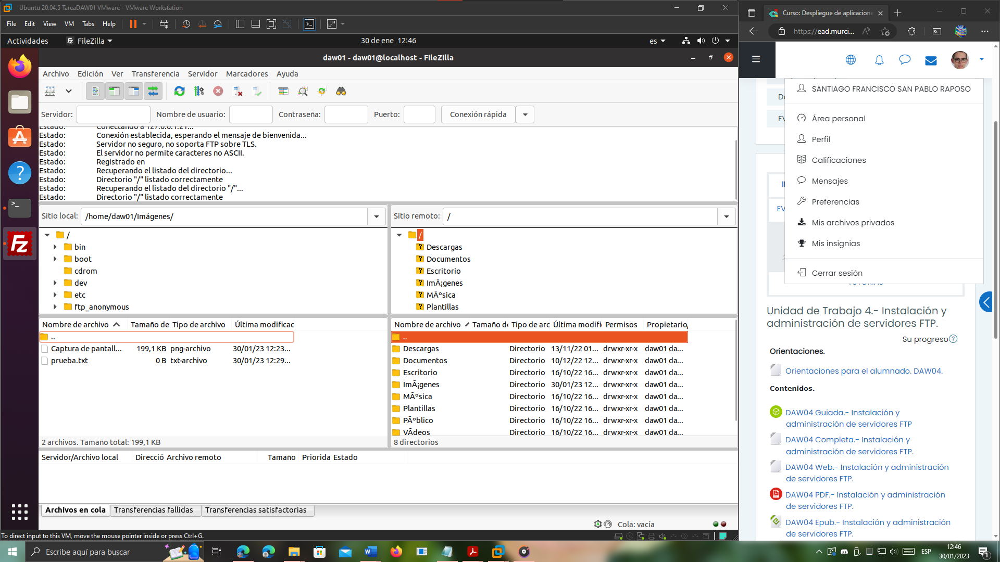 Ubuntu 20.04.5 TareaDAW01 VMware - VMware Workstation
File Edit View VM Tabs Help
Actividades FileZilla 30 de ene 12:46 es
daw01 - daw01@localhost - FileZilla
Archivo Edición Ver Transferencia Servidor Marcadores Ayuda
Servidor: Nombre de usuario: Contraseña: Puerto: Conexión rápida
Estado: Conexión establecida, esperando el mensaje de bienvenida...
Estado: Servidor no seguro, no soporta FTP sobre TLS.
Estado: El servidor no permite caracteres no ASCII.
Estado: Registrado en
Estado: Recuperando el listado del directorio...
Estado: Directorio "/" listado correctamente
Estado: Recuperando el listado del directorio "/"...
Estado: Directorio "/" listado correctamente
Sitio local: /home/daw01/Imágenes/
/
bin
boot
cdrom
dev
etc
ftp_anonymous
Sitio remoto: /
/
Descargas
Documentos
Escritorio
ImÃ¡genes
MÃºsica
Plantillas
Nombre de archivo Tamaño de Tipo de archivo Última modificac
..
Captura de pantall... 199,1 KB png-archivo 30/01/23 12:23...
prueba.txt 0 B txt-archivo 30/01/23 12:29...
2 archivos. Tamaño total: 199,1 KB
Nombre de archivo Tamaño de Tipo de arc Última modifi Permisos Propietario/
..
Descargas Directorio 13/11/22 01... drwxr-xr-x daw01 da...
Documentos Directorio 10/12/22 12... drwxr-xr-x daw01 da...
Escritorio Directorio 16/10/22 16... drwxr-xr-x daw01 da...
ImÃ¡genes Directorio 30/01/23 12... drwxr-xr-x daw01 da...
MÃºsica Directorio 16/10/22 16... drwxr-xr-x daw01 da...
Plantillas Directorio 16/10/22 16... drwxr-xr-x daw01 da...
PÃºblico Directorio 16/10/22 16... drwxr-xr-x daw01 da...
VÃdeos Directorio 16/10/22 16... drwxr-xr-x daw01 da...
8 directorios
Servidor/Archivo local Direcció Archivo remoto Tamaño Priorida Estado
Archivos en cola Transferencias fallidas Transferencias satisfactorias
Cola: vacía
To direct input to this VM, move the mouse pointer inside or press Ctrl+G.
Curso: Despliegue de aplicacione
https://ead.murci...
SANTIAGO FRANCISCO SAN PABLO RAPOSO
Área personal
Perfil
Calificaciones
Mensajes
Preferencias
Mis archivos privados
Mis insignias
Cerrar sesión
Unidad de Trabajo 4.- Instalación y
administración de servidores FTP.
Su progreso
Orientaciones.
Orientaciones para el alumnado. DAW04.
Contenidos.
DAW04 Guiada.- Instalación y
administración de servidores FTP
DAW04 Completa.- Instalación y
administración de servidores FTP.
DAW04 Web.- Instalación y administración
de servidores FTP.
DAW04 PDF.- Instalación y administración
de servidores FTP.
DAW04 Epub.- Instalación y administración
de servidores FTP.
Escribe aquí para buscar
ESP
12:46
30/01/2023
1